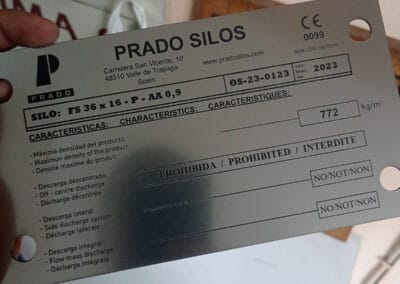 PRADO
PRADO SILOS
Carretera San Vicente, 10
48510 Valle de Trapaga
Spain
www.pradosilos.com
CE
0099
SILO: FS 36 x 16 - P - AA 0,9
05-23-0123
2023
CARACTERISTICAS: CHARACTERISTICS: CARACTERISTIQUES:
- Máxima densidad del producto
- Maximun density of the product
- Densité maxime du produit
772
kg/m³
- Descarga descentrada
- Off - centre discharge
- Décharge décentrée
PROHIBIDA / PROHIBITED / INTERDITE
- Descarga lateral
- Side discharge system
- Décharge latérale
NO/NOT/NON
- Descarga integral
- Flow mass discharge
- Décharge intégrale
NO/NOT/NON